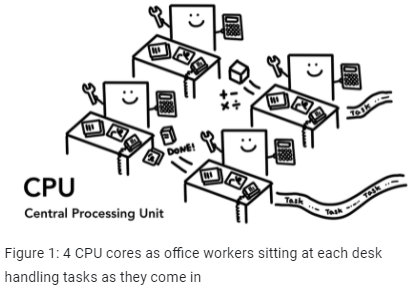 + -
× ÷
Task
DONE!
CPU
Central Processing Unit
Task ... Task ... Task ...
Figure 1: 4 CPU cores as office workers sitting at each desk
handling tasks as they come in